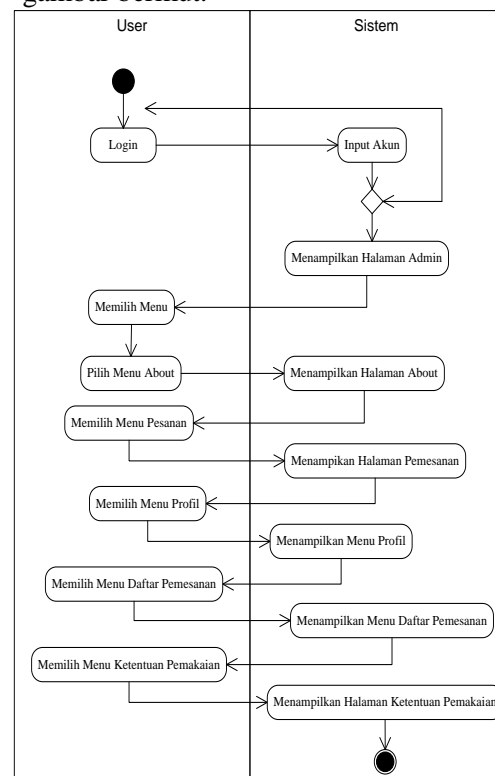 gambar berikut.
User
Sistem
Login
Input Akun
Menampilkan Halaman Admin
Memilih Menu
Pilih Menu About
Menampilkan Halaman About
Memilih Menu Pesanan
Menampikan Halaman Pemesanan
Memilih Menu Profil
Menampilkan Menu Profil
Memilih Menu Daftar Pemesanan
Menampilkan Menu Daftar Pemesanan
Memilih Menu Ketentuan Pemakaian
Menampilkan Halaman Ketentuan Pemakaian